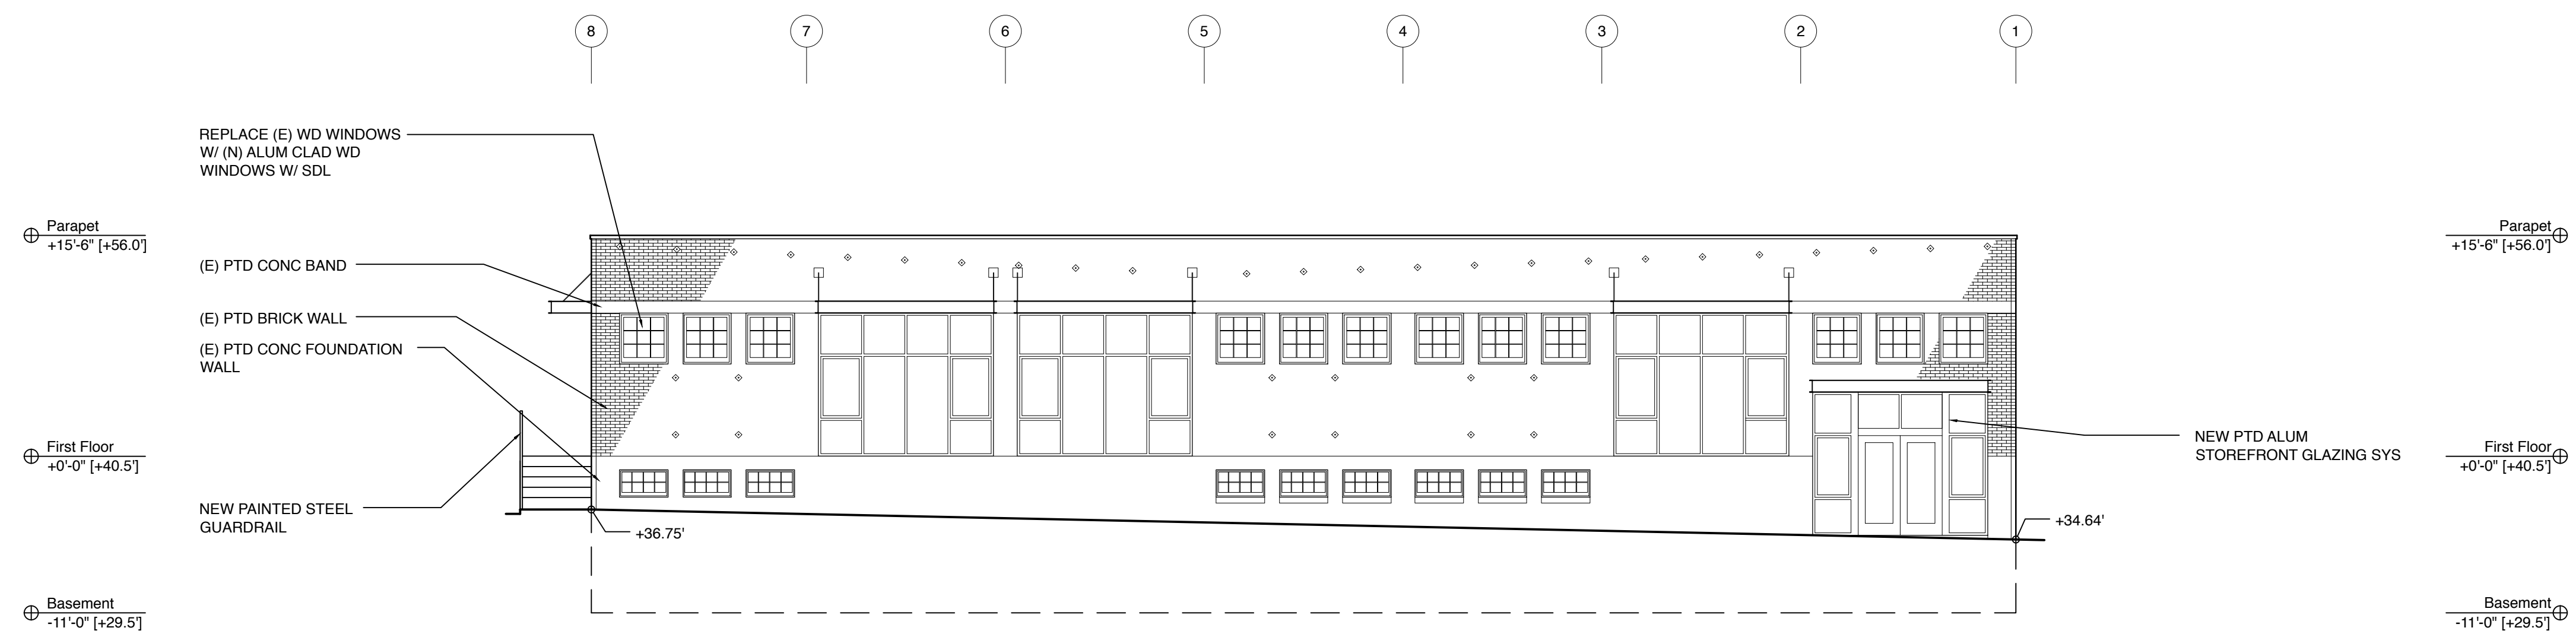 8
7
6
5
4
3
2
1
REPLACE (E) WD WINDOWS
W/ (N) ALUM CLAD WD
WINDOWS W/ SDL
Parapet
+15'-6" [+56.0']
Parapet
+15'-6" [+56.0']
(E) PTD CONC BAND
(E) PTD BRICK WALL
(E) PTD CONC FOUNDATION
WALL
First Floor
+0'-0" [+40.5']
NEW PTD ALUM
STOREFRONT GLAZING SYS
First Floor
+0'-0" [+40.5']
NEW PAINTED STEEL
GUARDRAIL
+36.75'
+34.64'
Basement
-11'-0" [+29.5']
Basement
-11'-0" [+29.5']